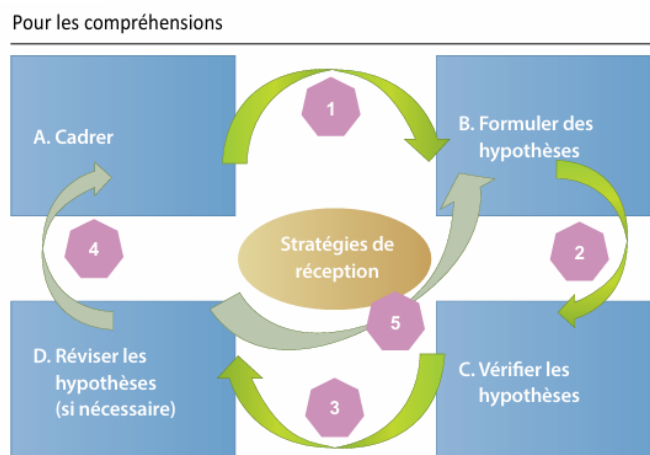 Pour les compréhensions
1
A. Cadrer
B. Formuler des
hypothèses
Stratégies de
réception
4
2
5
D. Réviser les
hypothèses
(si nécessaire)
C. Vérifier les
hypothèses
3